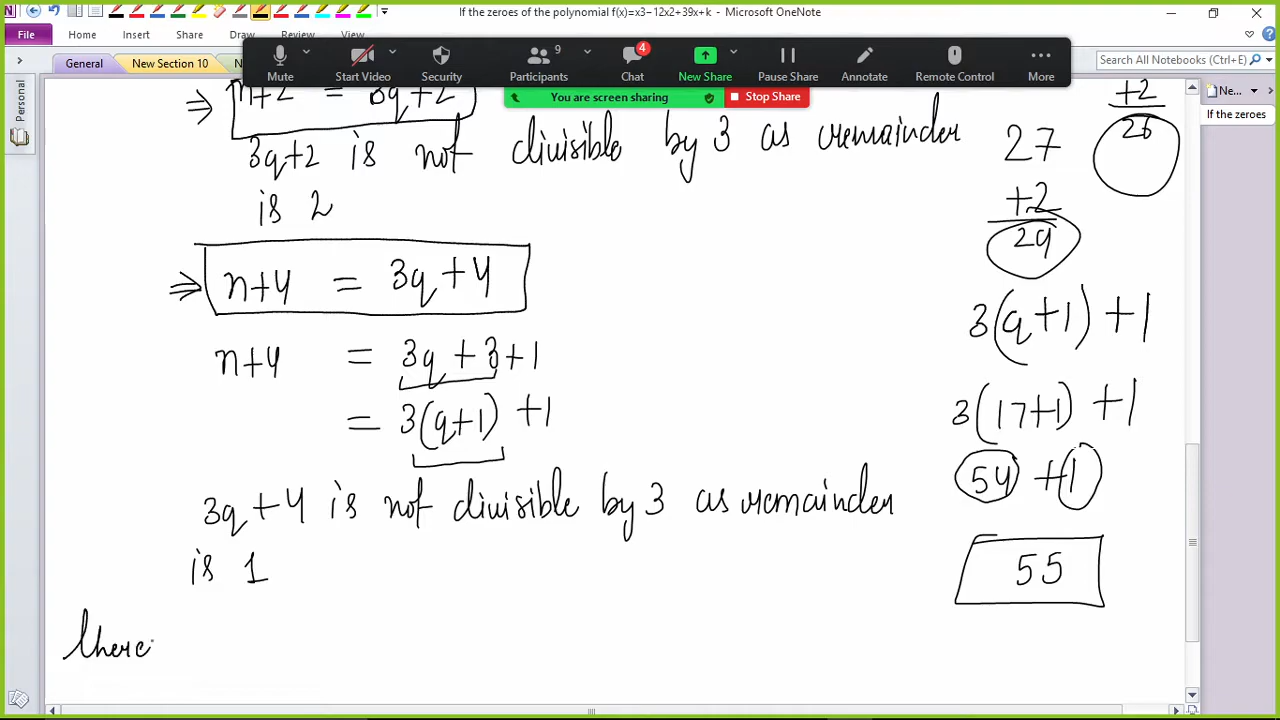 If the zeroes of the polynomial f(x)=x3–12x2+39x+k - Microsoft OneNote
File Home Insert Share Draw Review View
Mute Start Video Security 9 Participants 4 Chat New Share Pause Share Annotate Remote Control More
You are screen sharing Stop Share
General New Section 10
Search All Notebooks (Ctrl+E)
Personal
Ne...
If the zeroes
⇒ n+2 = 3q+2
3q+2 is not divisible by 3 as remainder
is 2
⇒ n+4 = 3q+4
n+4 = 3q+3+1
= 3(q+1) +1
3q+4 is not divisible by 3 as remainder
is 1
there
+2
26
27
+2
29
3(q+1)+1
3(17+1)+1
54 +1
55